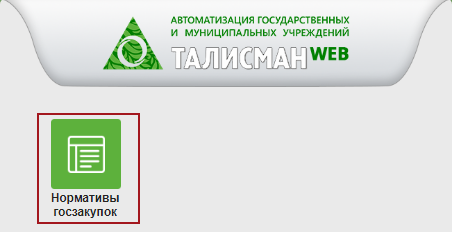 АВТОМАТИЗАЦИЯ ГОСУДАРСТВЕННЫХ
И МУНИЦИПАЛЬНЫХ УЧРЕЖДЕНИЙ
ТАЛИСМАН WEB
Нормативы
госзакупок